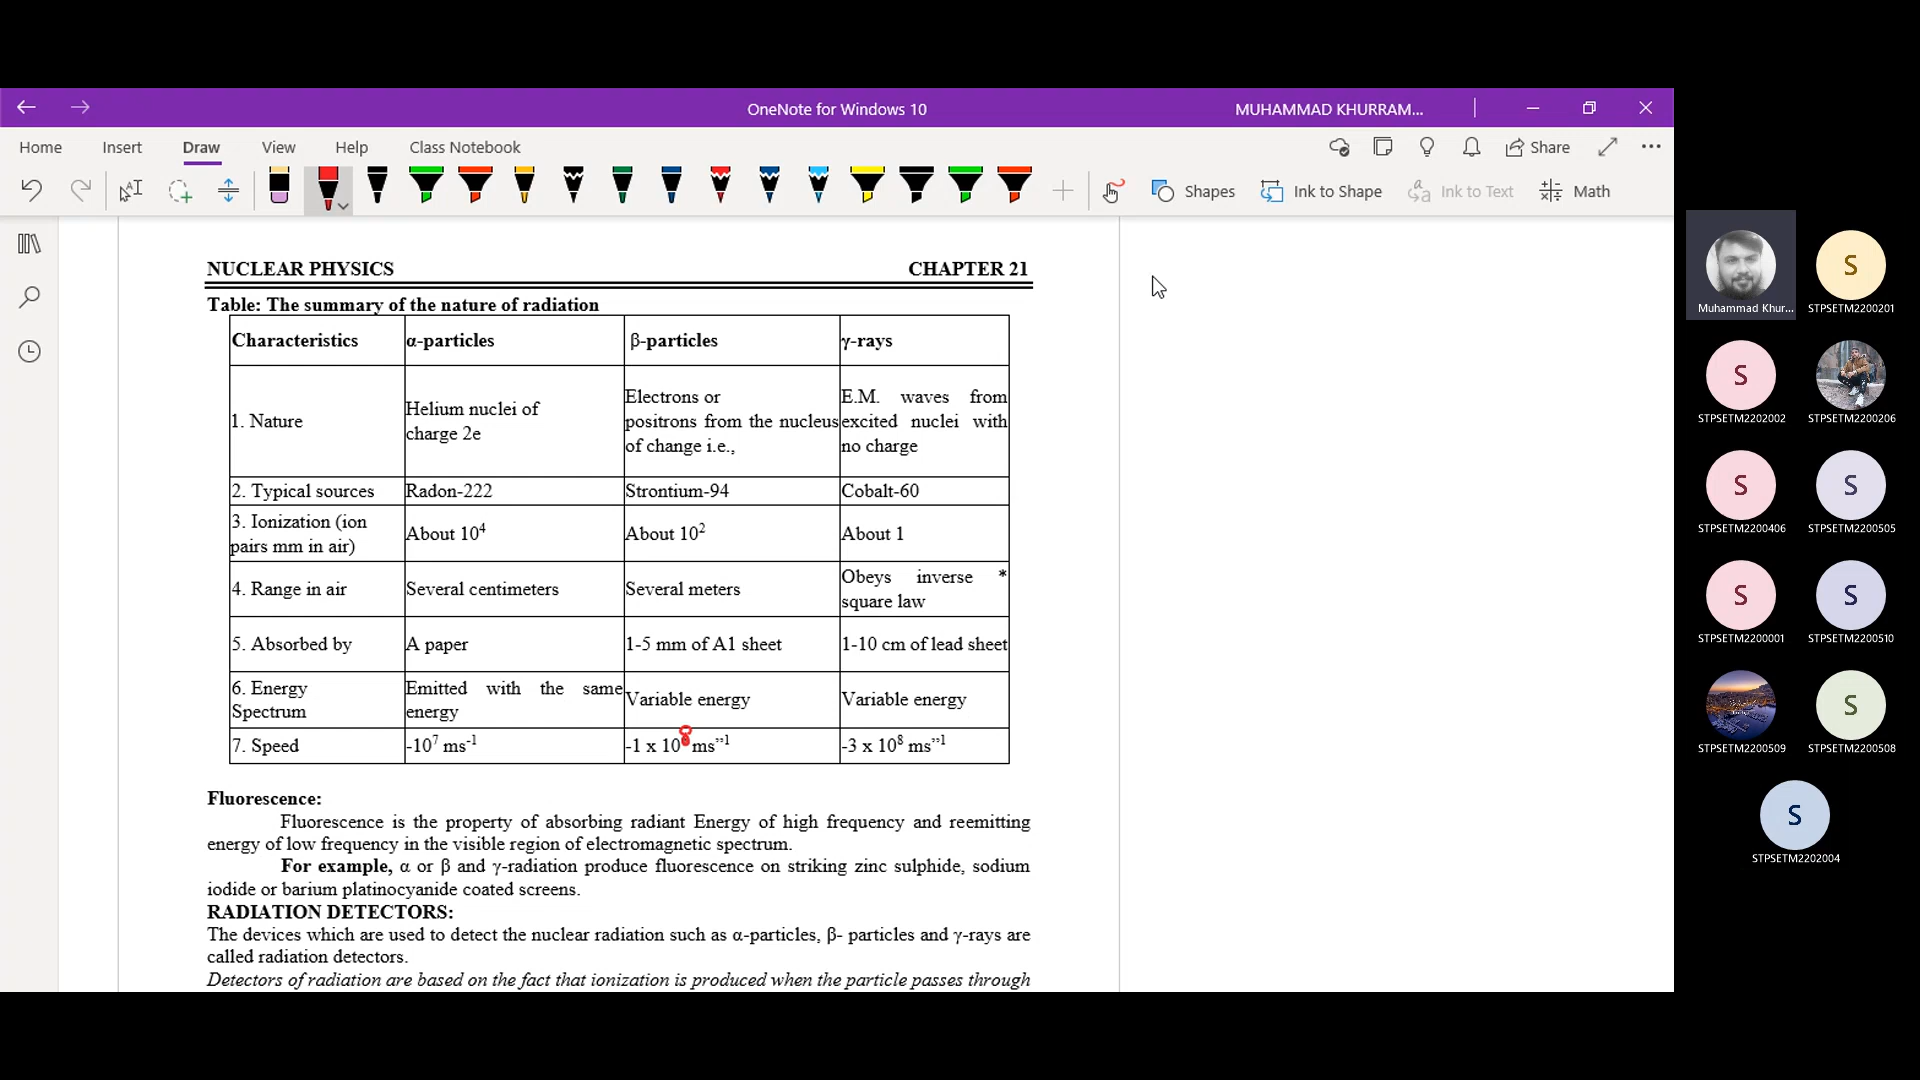 OneNote for Windows 10
MUHAMMAD KHURRAM...
Home Insert Draw View Help Class Notebook Share
Shapes Ink to Shape Ink to Text Math
NUCLEAR PHYSICS CHAPTER 21
Table: The summary of the nature of radiation
Characteristics α-particles β-particles γ-rays
1. Nature
Helium nuclei of
charge 2e
Electrons or
positrons from the nucleus
of change i.e.,
E.M. waves from
excited nuclei with
no charge
2. Typical sources Radon-222 Strontium-94 Cobalt-60
3. Ionization (ion
pairs mm in air)
About 10⁴ About 10² About 1
4. Range in air Several centimeters Several meters
Obeys inverse *
square law
5. Absorbed by A paper 1-5 mm of A1 sheet 1-10 cm of lead sheet
6. Energy
Spectrum
Emitted with the same
energy
Variable energy Variable energy
7. Speed -10⁷ ms⁻¹ -1 x 10⁸ ms”¹ -3 x 10⁸ ms”¹
Fluorescence:
Fluorescence is the property of absorbing radiant Energy of high frequency and reemitting
energy of low frequency in the visible region of electromagnetic spectrum.
For example, α or β and γ-radiation produce fluorescence on striking zinc sulphide, sodium
iodide or barium platinocyanide coated screens.
RADIATION DETECTORS:
The devices which are used to detect the nuclear radiation such as α-particles, β- particles and γ-rays are
called radiation detectors.
Detectors of radiation are based on the fact that ionization is produced when the particle passes through
Muhammad Khur...
S
STPSETM2200201
S
STPSETM2202002
STPSETM2200206
S
STPSETM2200406
S
STPSETM2200505
S
STPSETM2200001
S
STPSETM2200510
STPSETM2200509
S
STPSETM2200508
S
STPSETM2202004